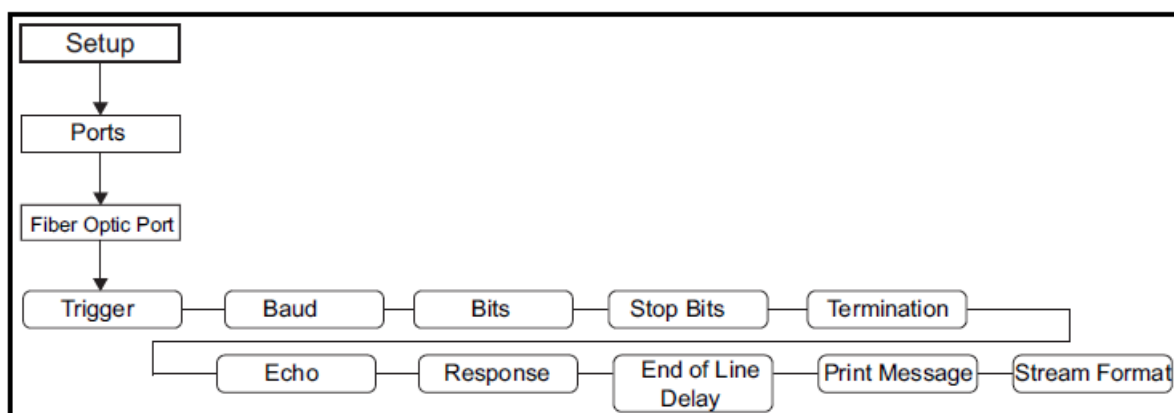 Setup
Ports
Fiber Optic Port
Trigger
Baud
Bits
Stop Bits
Termination
Echo
Response
End of Line
Delay
Print Message
Stream Format